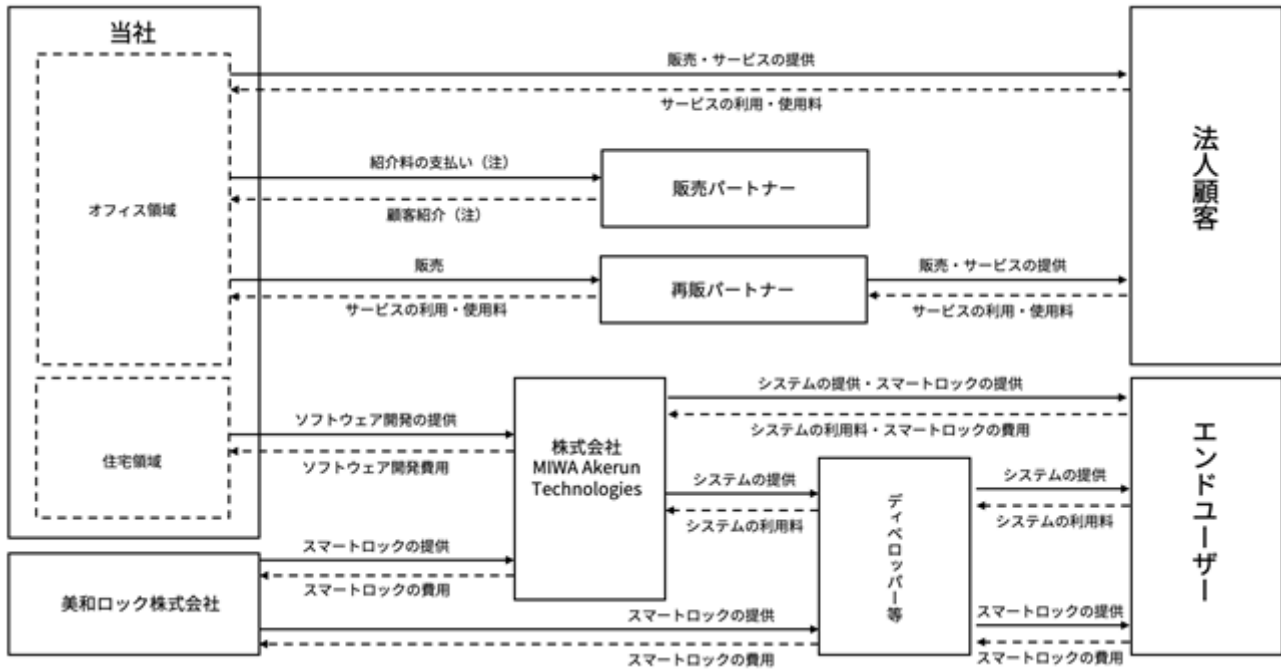 当社
オフィス領域
住宅領域
販売・サービスの提供
サービスの利用・使用料
紹介料の支払い（注）
顧客紹介（注）
販売パートナー
販売
サービスの利用・使用料
再販パートナー
販売・サービスの提供
サービスの利用・使用料
法人顧客
ソフトウェア開発の提供
ソフトウェア開発費用
株式会社
MIWA Akerun
Technologies
システムの提供・スマートロックの提供
システムの利用料・スマートロックの費用
システムの提供
システムの利用料
ディベロッパー等
システムの提供
システムの利用料
エンドユーザー
美和ロック株式会社
スマートロックの提供
スマートロックの費用
スマートロックの提供
スマートロックの費用
スマートロックの提供
スマートロックの費用